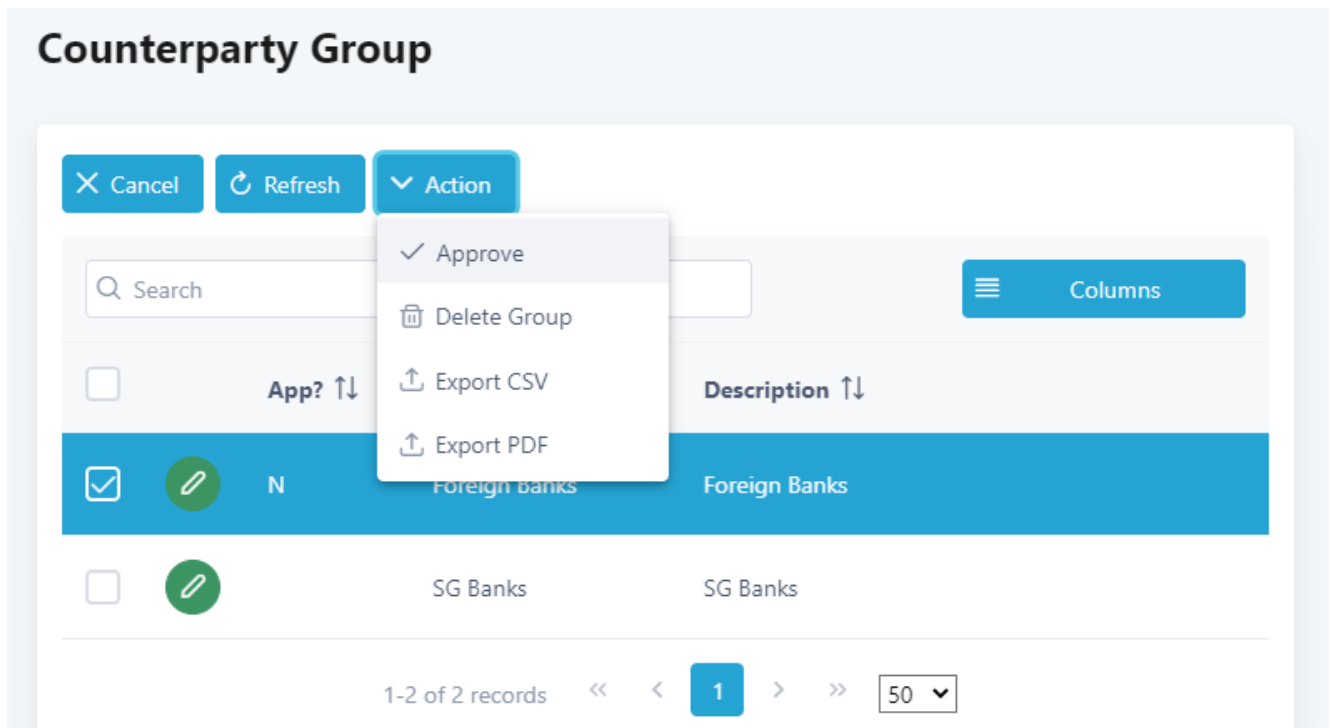 Counterparty Group
Cancel Refresh Action
Approve
Search Columns
Delete Group
App? Export CSV Description
Export PDF
N Foreign Banks Foreign Banks
SG Banks SG Banks
1-2 of 2 records << < 1 > >> 50